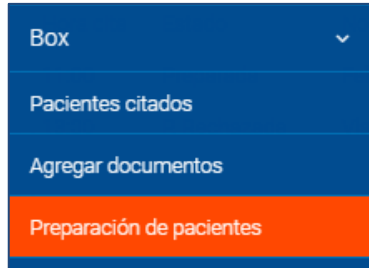 Box
Pacientes citados
Agregar documentos
Preparación de pacientes